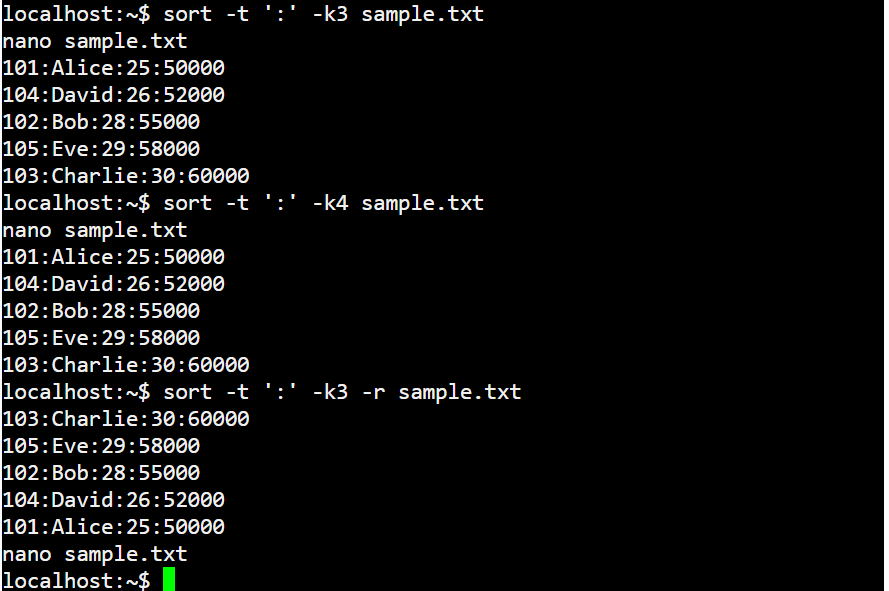 localhost:~$ sort -t ':' -k3 sample.txt
nano sample.txt
101:Alice:25:50000
104:David:26:52000
102:Bob:28:55000
105:Eve:29:58000
103:Charlie:30:60000
localhost:~$ sort -t ':' -k4 sample.txt
nano sample.txt
101:Alice:25:50000
104:David:26:52000
102:Bob:28:55000
105:Eve:29:58000
103:Charlie:30:60000
localhost:~$ sort -t ':' -k3 -r sample.txt
103:Charlie:30:60000
105:Eve:29:58000
102:Bob:28:55000
104:David:26:52000
101:Alice:25:50000
nano sample.txt
localhost:~$